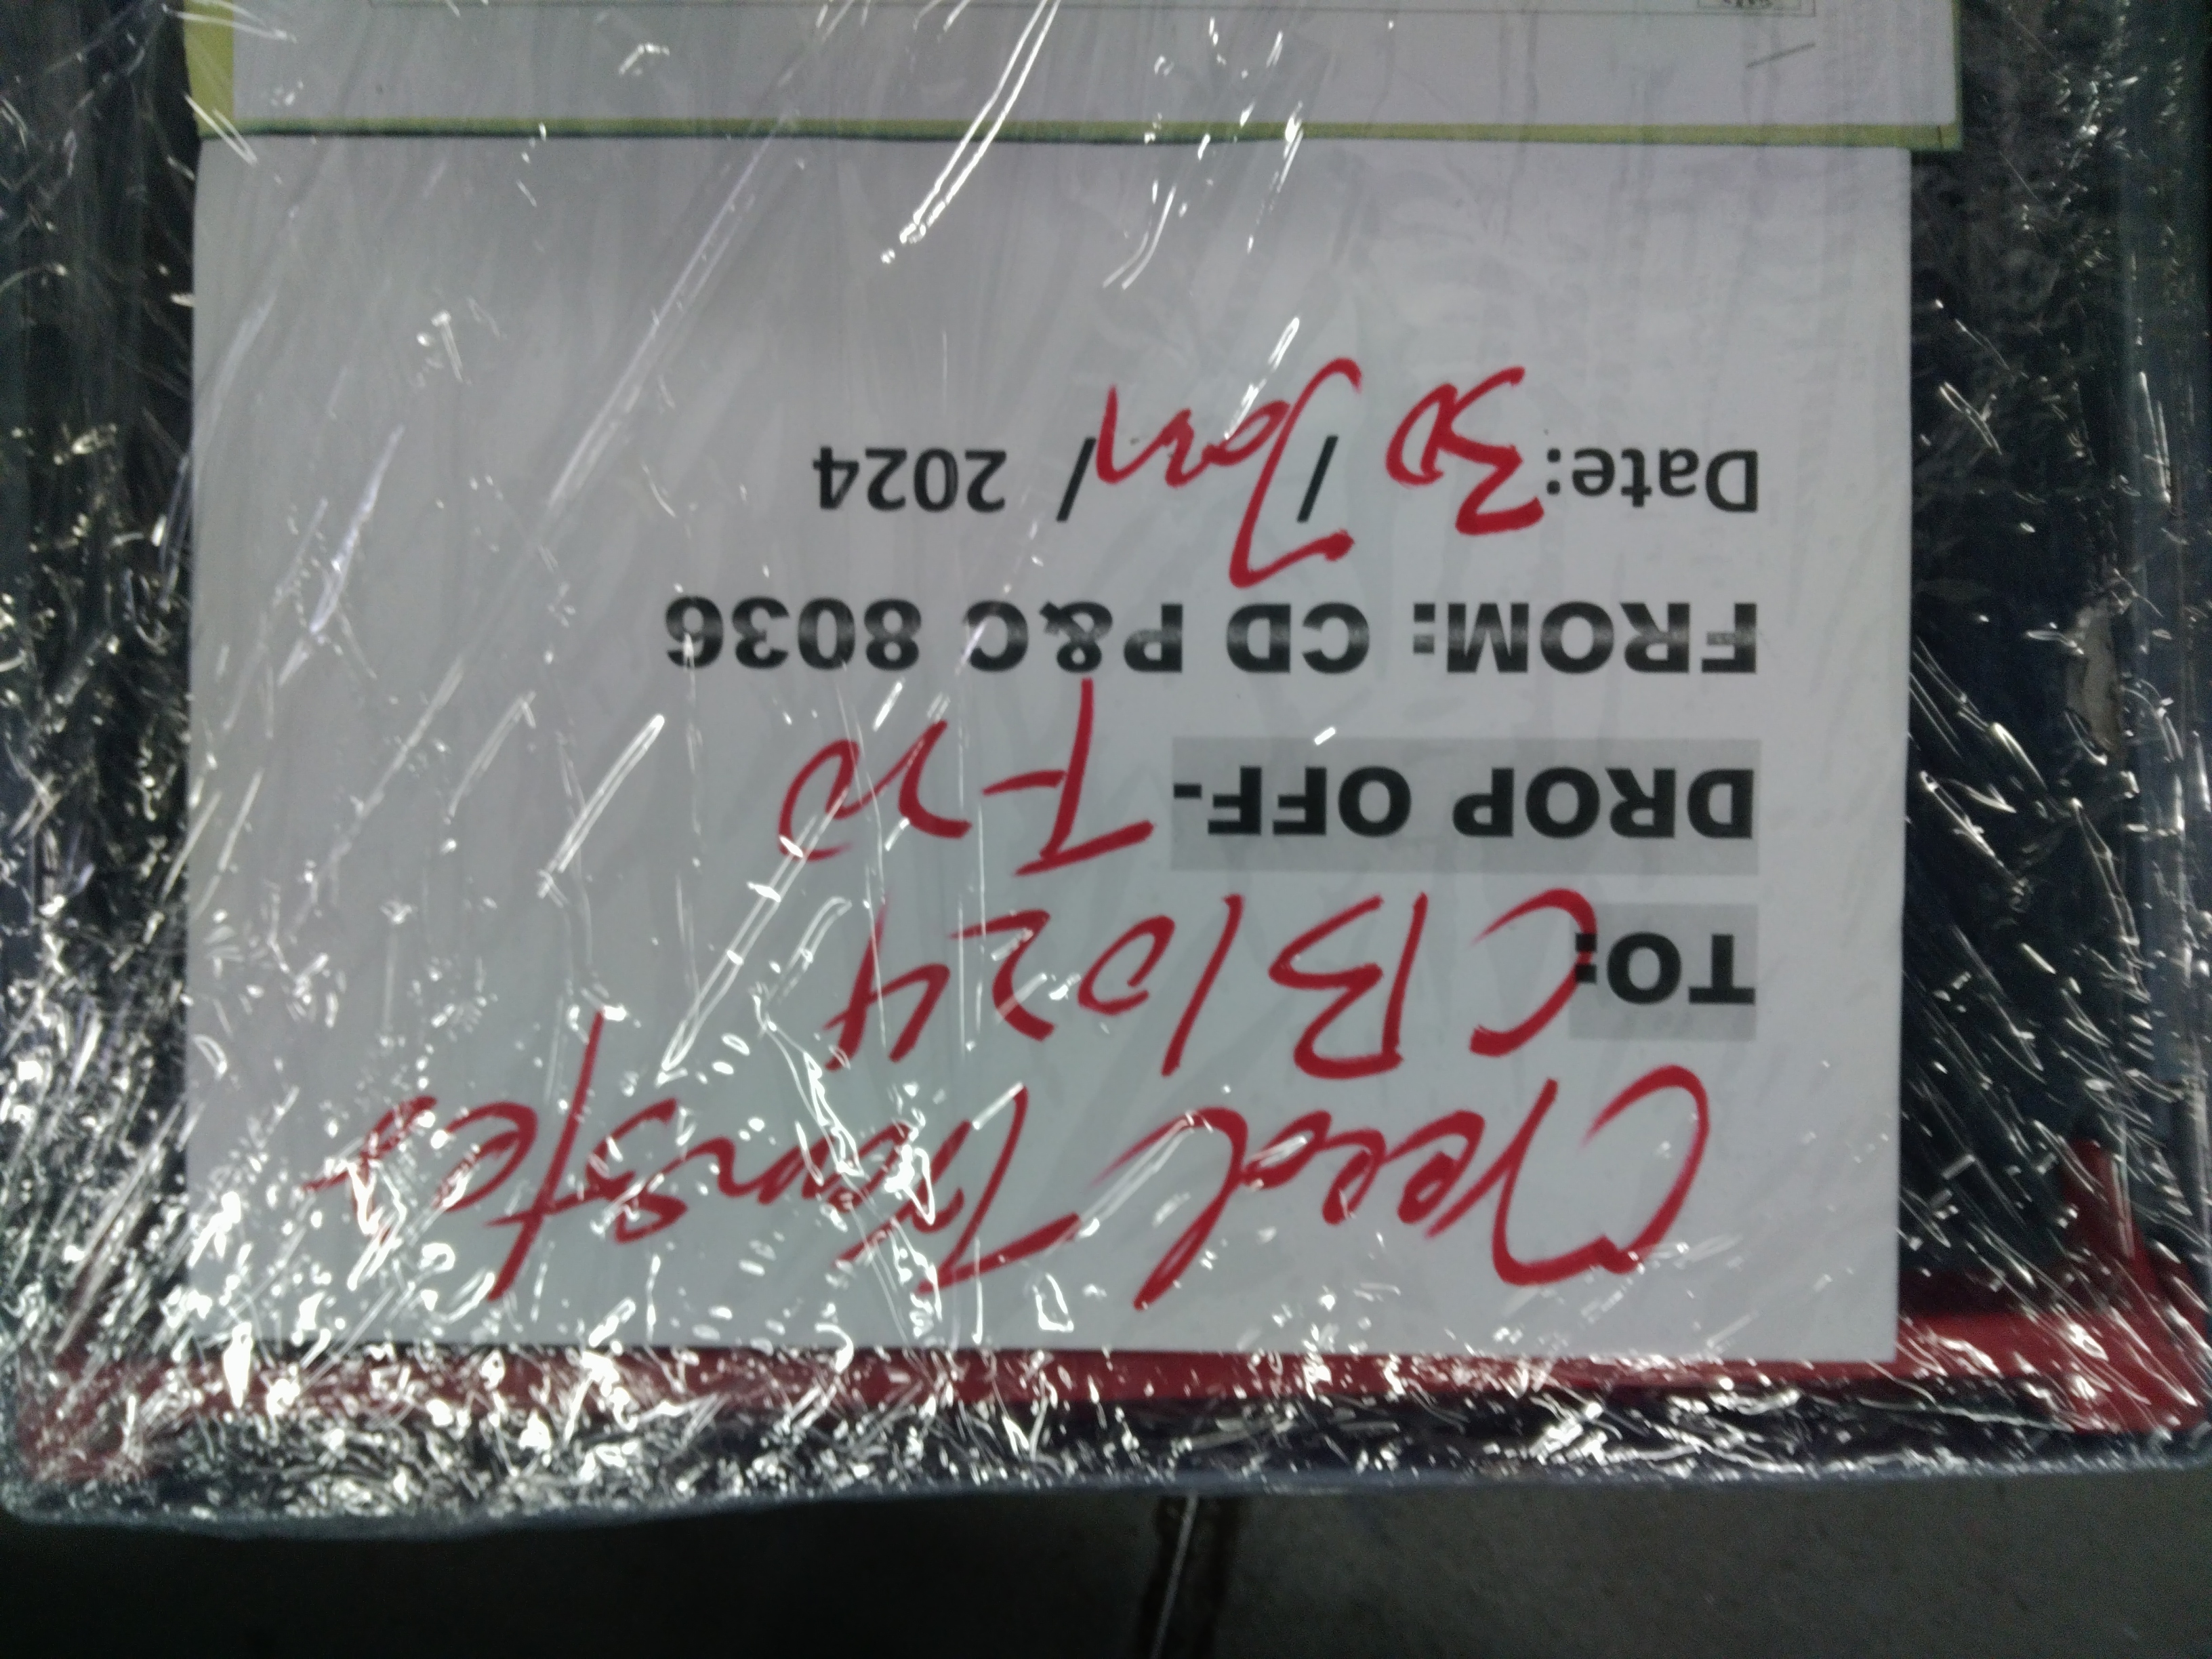 Transfer
TO: CB1024
DROP OFF-
FROM: CD P&C 8036
Date: 30 / Jan / 2024